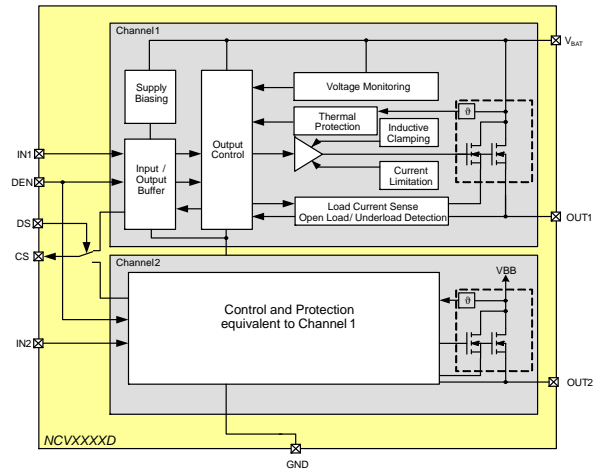 Channel1
VBAT
Supply
Biasing
Voltage Monitoring
ϑ
Thermal
Protection
Output
Control
Inductive
Clamping
IN1
Input /
Output
Buffer
DEN
Current
Limitation
Load Current Sense
Open Load/ Underload Detection
DS
OUT1
CS
Channel2
VBB
ϑ
Control and Protection
equivalent to Channel 1
IN2
OUT2
NCVXXXXD
GND